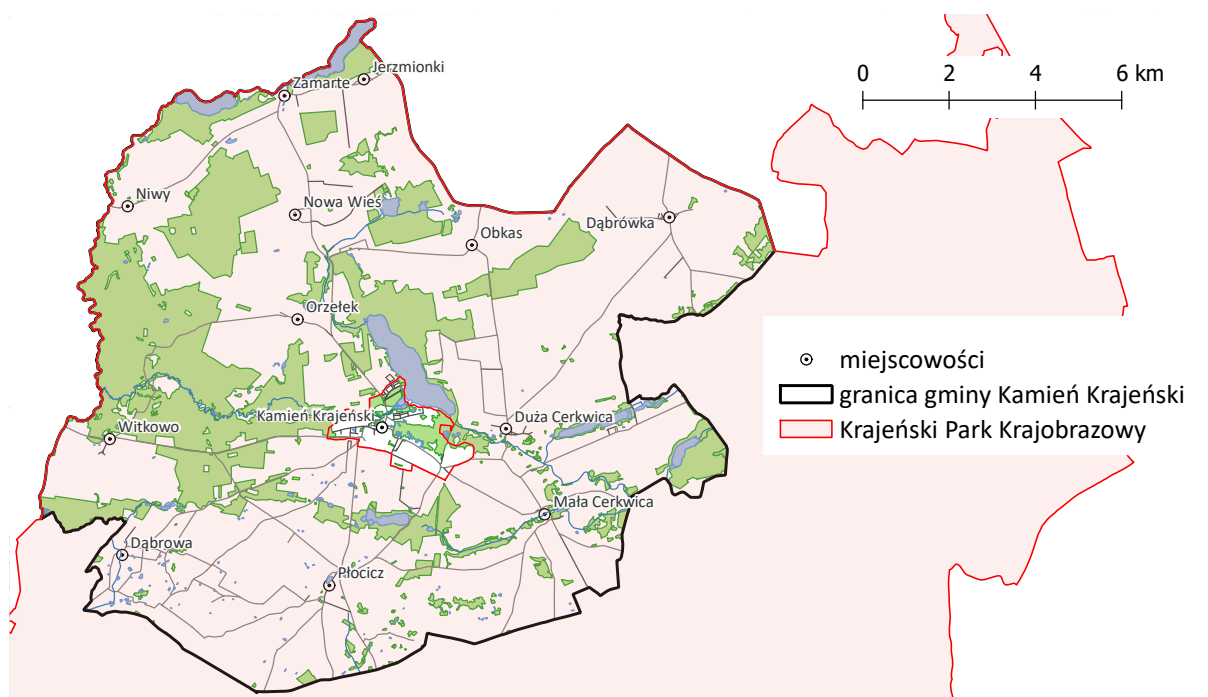 Jerzmionki
Zamarte
0 2 4 6 km
Niwy
Nowa Wieś
Dąbrówka
Obkas
Orzełek
miejscowości
granica gminy Kamień Krajeński
Krajeński Park Krajobrazowy
Kamień Krajeński
Duża Cerkwica
Witkowo
Mała Cerkwica
Dąbrowa
Płocicz